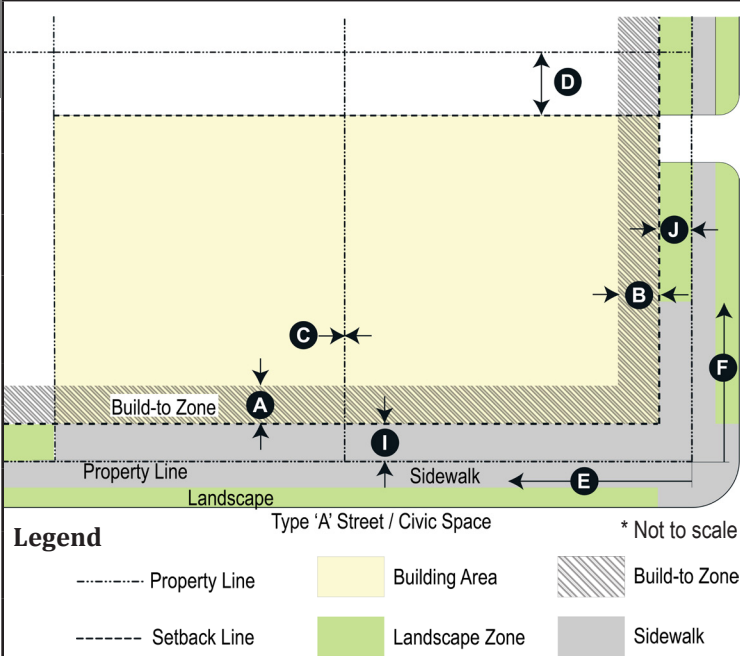 D
J
B
C
F
Build-to Zone
A
I
Property Line
Sidewalk
E
Landscape
Type ‘A’ Street / Civic Space
Legend
* Not to scale
Property Line
Building Area
Build-to Zone
Setback Line
Landscape Zone
Sidewalk